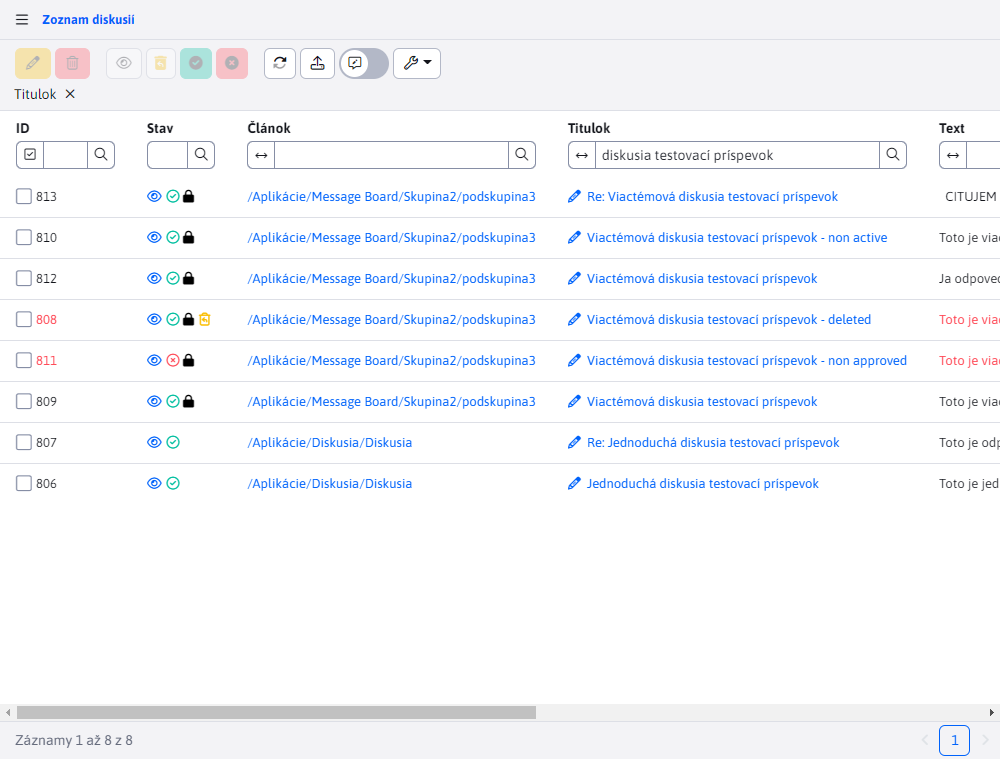 Zoznam diskusií
Titulok
ID Stav Článok Titulok Text
diskusia testovací príspevok
813 /Aplikácie/Message Board/Skupina2/podskupina3 Re: Viactémová diskusia testovací príspevok CITUJEM
810 /Aplikácie/Message Board/Skupina2/podskupina3 Viactémová diskusia testovací príspevok - non active Toto je viac
812 /Aplikácie/Message Board/Skupina2/podskupina3 Viactémová diskusia testovací príspevok Ja odpoved
808 /Aplikácie/Message Board/Skupina2/podskupina3 Viactémová diskusia testovací príspevok - deleted Toto je viac
811 /Aplikácie/Message Board/Skupina2/podskupina3 Viactémová diskusia testovací príspevok - non approved Toto je viac
809 /Aplikácie/Message Board/Skupina2/podskupina3 Viactémová diskusia testovací príspevok Toto je viac
807 /Aplikácie/Diskusia/Diskusia Re: Jednoduchá diskusia testovací príspevok Toto je odp
806 /Aplikácie/Diskusia/Diskusia Jednoduchá diskusia testovací príspevok Toto je jed
Záznamy 1 až 8 z 8 1